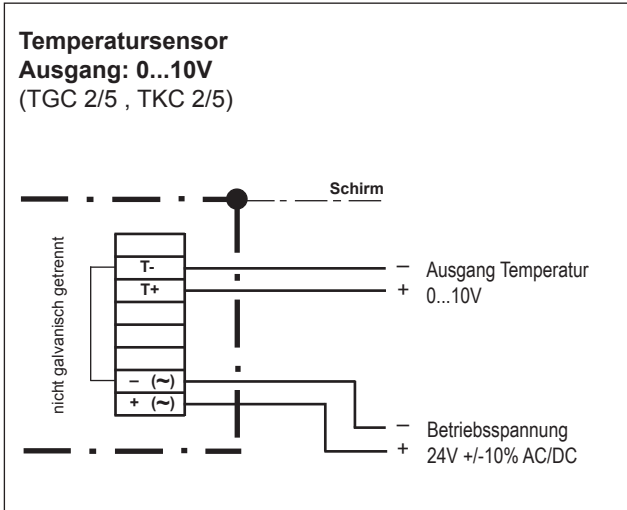 Temperatursensor
Ausgang: 0...10V
(TGC 2/5 , TKC 2/5)
Schirm
nicht galvanisch getrennt
T-
T+
– (~)
+ (~)
– Ausgang Temperatur
+ 0...10V
– Betriebsspannung
+ 24V +/-10% AC/DC